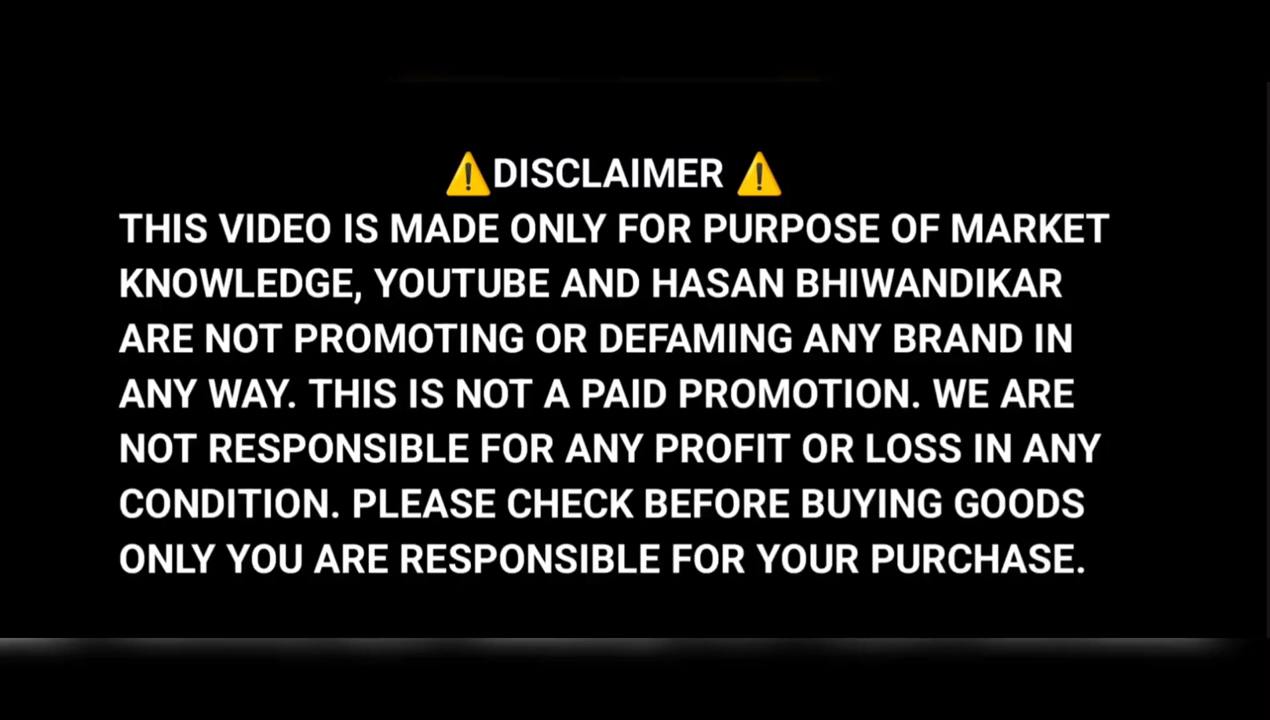 ⚠️DISCLAIMER ⚠️
THIS VIDEO IS MADE ONLY FOR PURPOSE OF MARKET
KNOWLEDGE, YOUTUBE AND HASAN BHIWANDIKAR
ARE NOT PROMOTING OR DEFAMING ANY BRAND IN
ANY WAY. THIS IS NOT A PAID PROMOTION. WE ARE
NOT RESPONSIBLE FOR ANY PROFIT OR LOSS IN ANY
CONDITION. PLEASE CHECK BEFORE BUYING GOODS
ONLY YOU ARE RESPONSIBLE FOR YOUR PURCHASE.